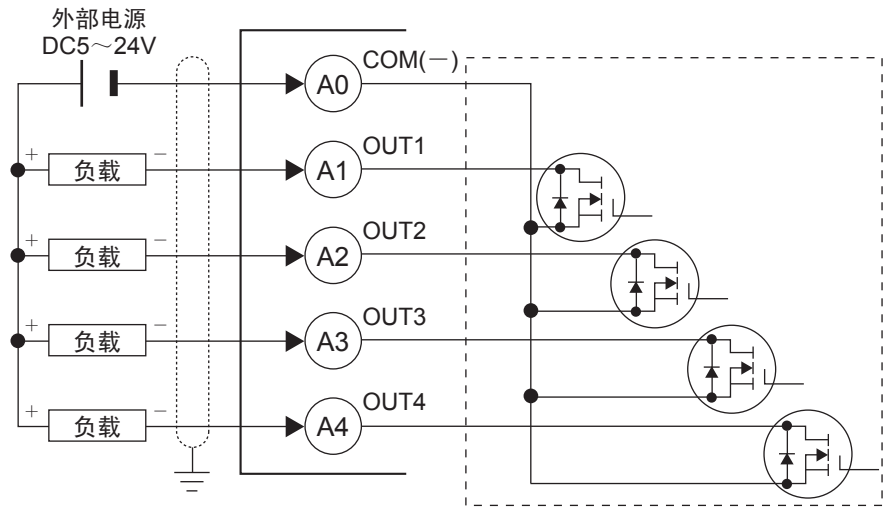 外部电源
DC5～24V
COM(－)
A0
+ 负载 －
A1
OUT1
+ 负载 －
A2
OUT2
+ 负载 －
A3
OUT3
+ 负载 －
A4
OUT4